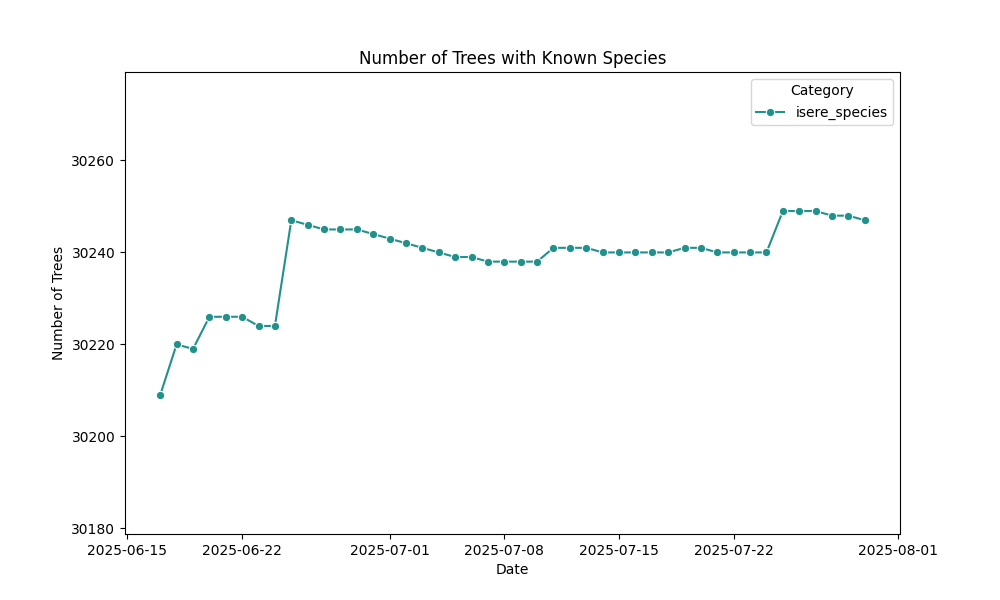 Number of Trees with Known Species
Category
isere_species
Number of Trees
30260
30240
30220
30200
30180
2025-06-15
2025-06-22
2025-07-01
2025-07-08
2025-07-15
2025-07-22
2025-08-01
Date